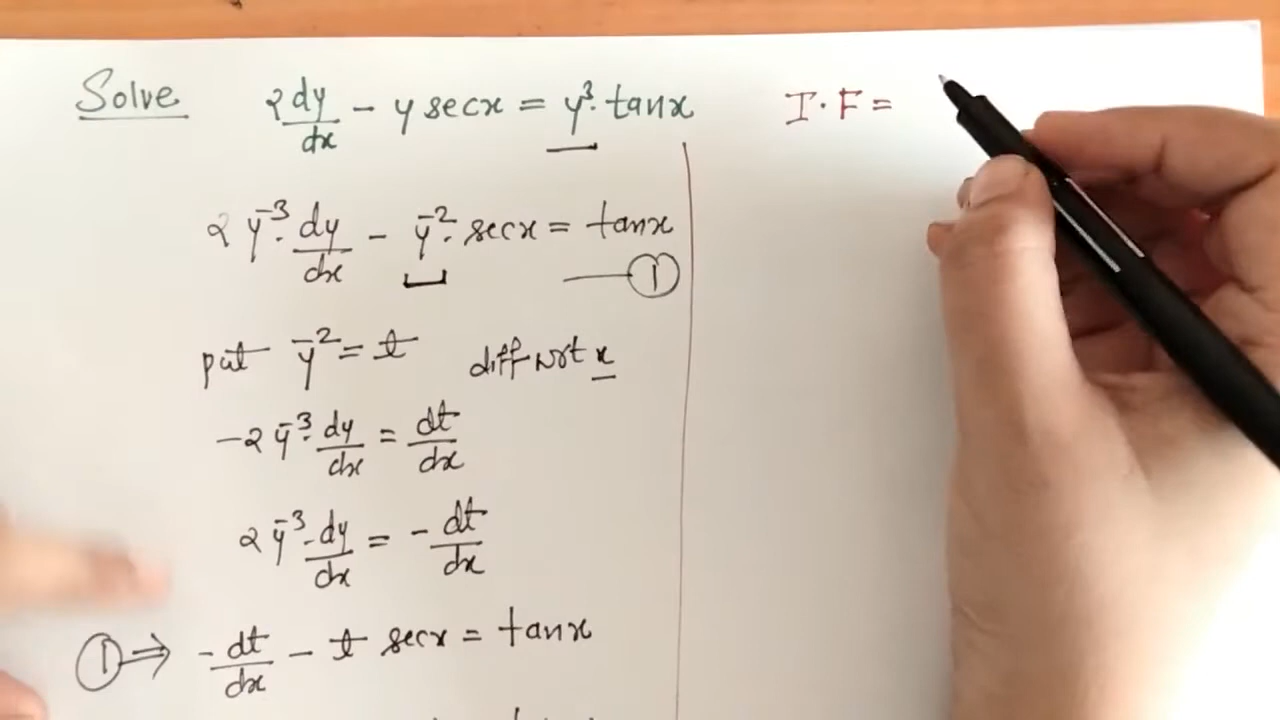 Solve 2 dy/dx - y secx = y³·tanx
2 y⁻³·dy/dx - y⁻²·secx = tanx
①
put y⁻² = t diff wrt x
-2 y⁻³·dy/dx = dt/dx
2 y⁻³·dy/dx = - dt/dx
① ⇒ - dt/dx - t secx = tanx
I·F =